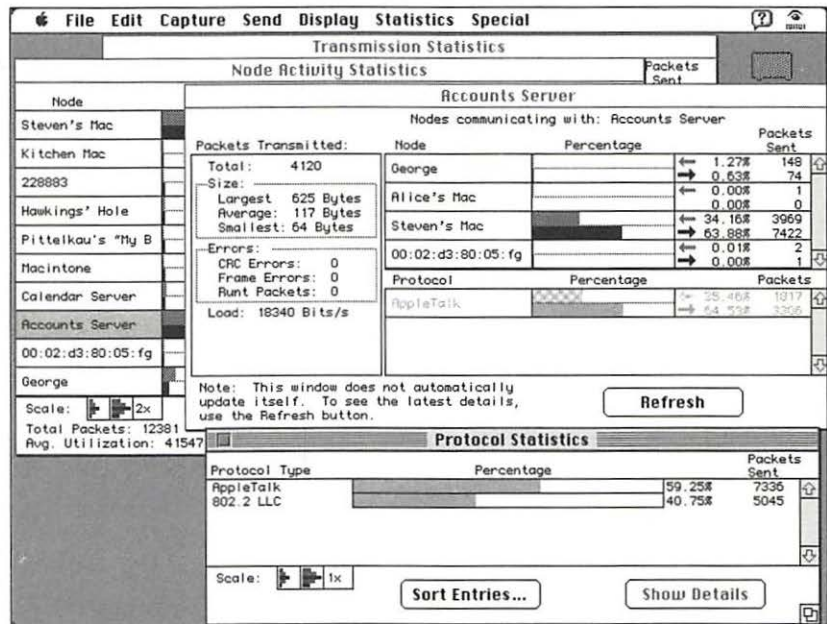 File Edit Capture Send Display Statistics Special
Transmission Statistics
Node Activity Statistics
Packets Sent
Node
Steven's Mac
Kitchen Mac
228883
Hawkings' Hole
Pittelkau's "My B
Macintone
Calendar Server
Accounts Server
00:02:d3:80:05:fg
George
Scale: 2x
Total Packets: 12381
Avg. Utilization: 41547
Accounts Server
Nodes communicating with: Accounts Server
Packets Transmitted:
Total: 4120
Size:
Largest 625 Bytes
Average: 117 Bytes
Smallest: 64 Bytes
Errors:
CRC Errors: 0
Frame Errors: 0
Runt Packets: 0
Load: 18340 Bits/s
Node Percentage Packets Sent
George ← 1.27% 148
→ 0.63% 74
Alice's Mac ← 0.00% 1
0.00% 0
Steven's Mac ← 34.16% 3969
→ 63.88% 7422
00:02:d3:80:05:fg ← 0.01% 2
→ 0.00% 1
Protocol Percentage Packets
AppleTalk ← 35.46% 1817
→ 64.53% 3306
Note: This window does not automatically
update itself. To see the latest details,
use the Refresh button.
Refresh
Protocol Statistics
Protocol Type Percentage Packets Sent
AppleTalk 59.25% 7336
802.2 LLC 40.75% 5045
Scale: 1x
Sort Entries...
Show Details